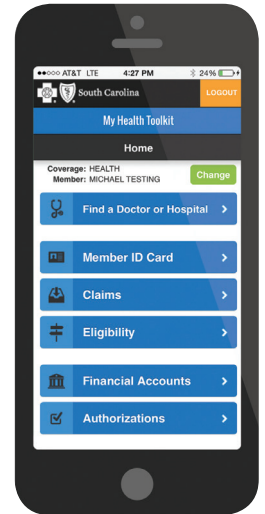 ●●○○○ AT&T LTE 4:27 PM 24%
South Carolina LOGOUT
My Health Toolkit
Home
Coverage: HEALTH
Member: MICHAEL TESTING
Change
Find a Doctor or Hospital
Member ID Card
Claims
Eligibility
Financial Accounts
Authorizations